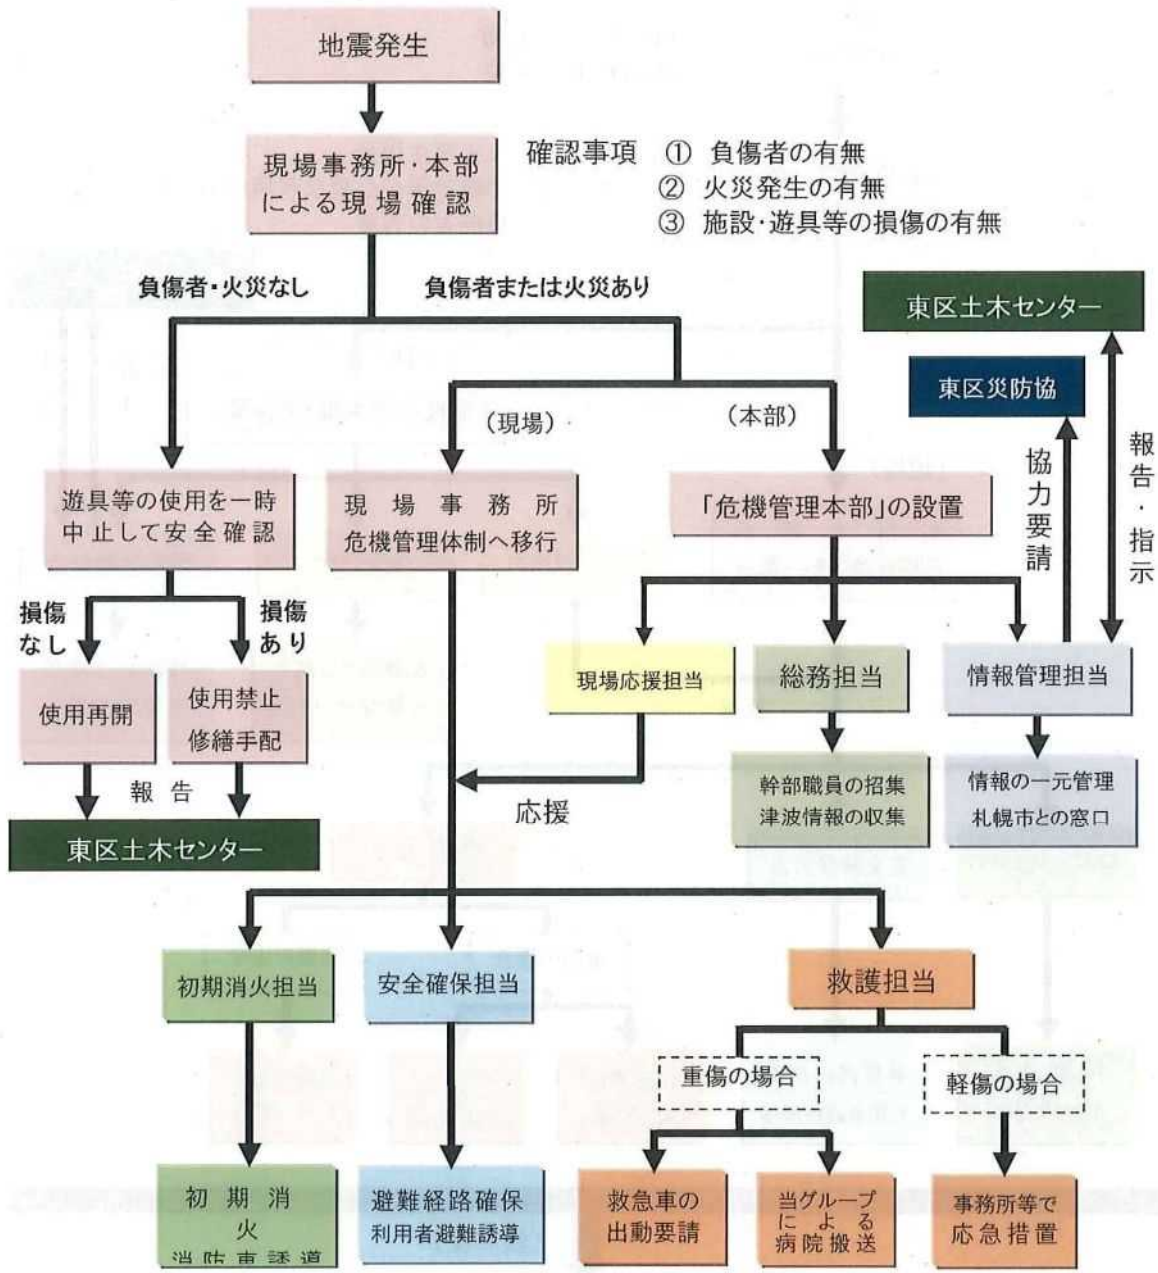 地震発生
現場事務所・本部
による現場確認
確認事項 ① 負傷者の有無
② 火災発生の有無
③ 施設・遊具等の損傷の有無
負傷者・火災なし
負傷者または火災あり
東区土木センター
東区災防協
(現場)
(本部)
協力要請
報告・指示
遊具等の使用を一時
中止して安全確認
現場事務所
危機管理体制へ移行
「危機管理本部」の設置
損傷
なし
損傷
あり
現場応援担当
総務担当
情報管理担当
使用再開
使用禁止
修繕手配
報告
応援
幹部職員の招集
津波情報の収集
情報の一元管理
札幌市との窓口
東区土木センター
初期消火担当
安全確保担当
救護担当
重傷の場合
軽傷の場合
初期消
火
消防車誘導
避難経路確保
利用者避難誘導
救急車の
出動要請
当グループ
による
病院搬送
事務所等で
応急措置